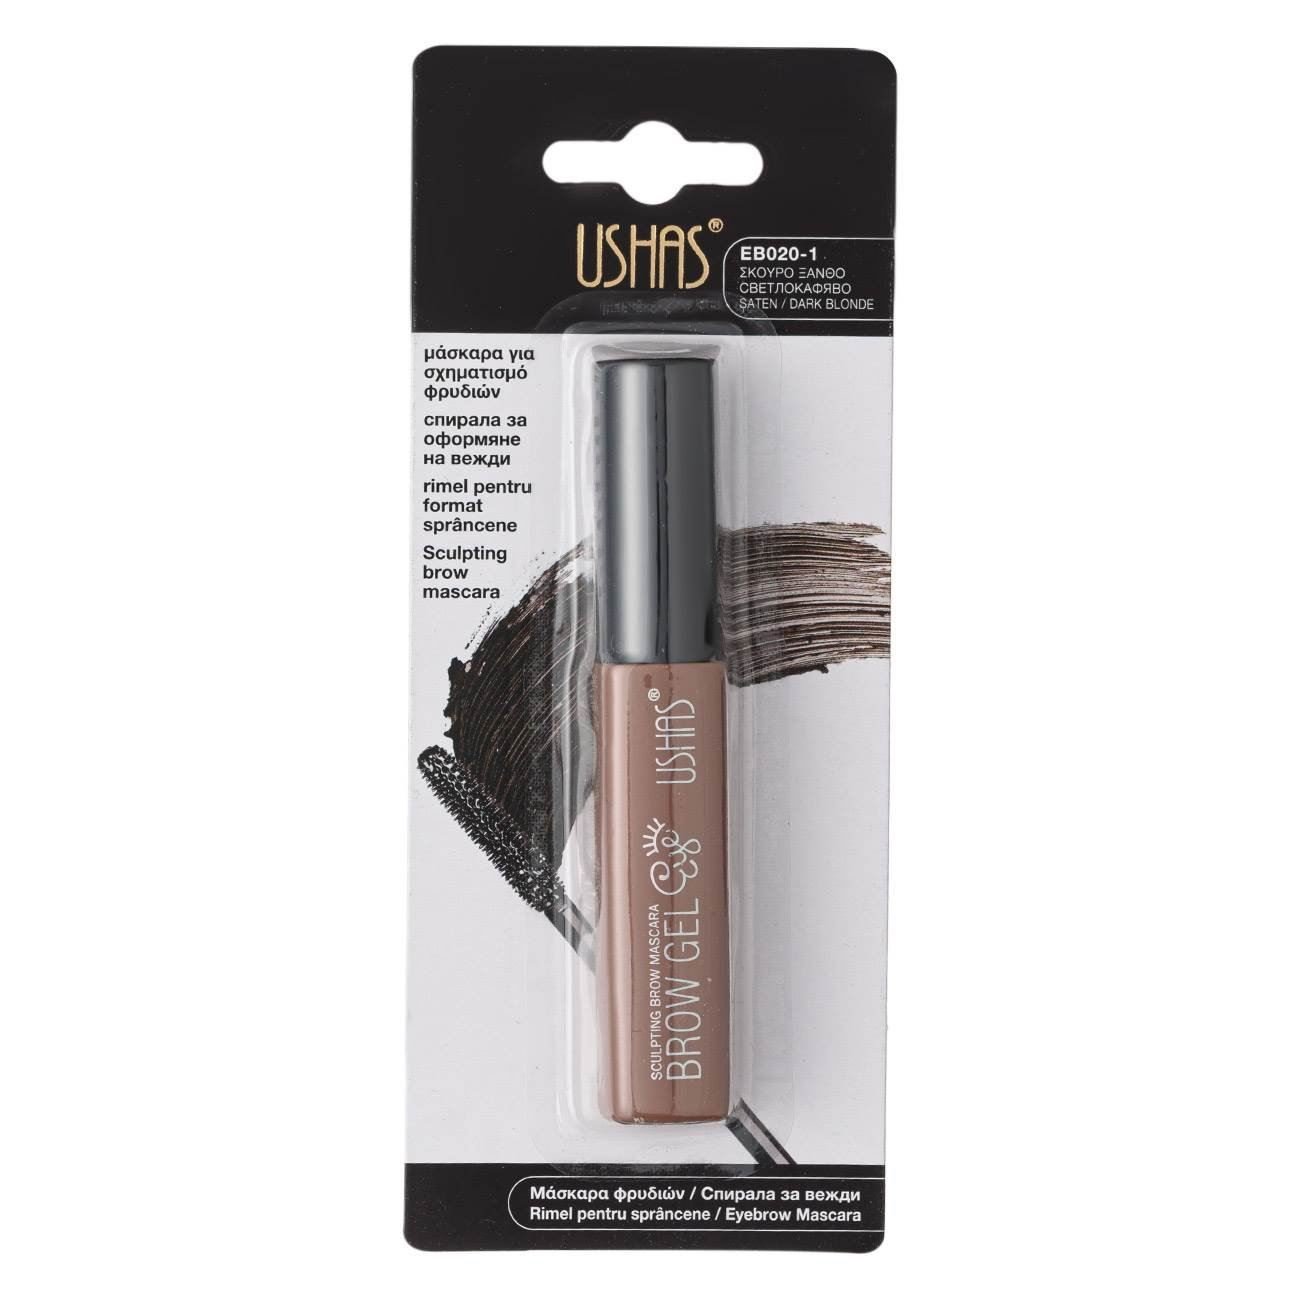 USHAS®
EB020-1
ΣΚΟΥΡΟ ΞΑΝΘΟ
СВЕТЛОКАФЯВО
ŞATEN / DARK BLONDE
μάσκαρα για
σχηματισμό
φρυδιών
спирала за
оформяне
на вежди
rimel pentru
format
sprâncene
Sculpting
brow
mascara
USHAS®
SCULPTING BROW MASCARA
BROW GEL Eye
Μάσκαρα φρυδιών / Спирала за вежди
Rimel pentru sprâncene / Eyebrow Mascara